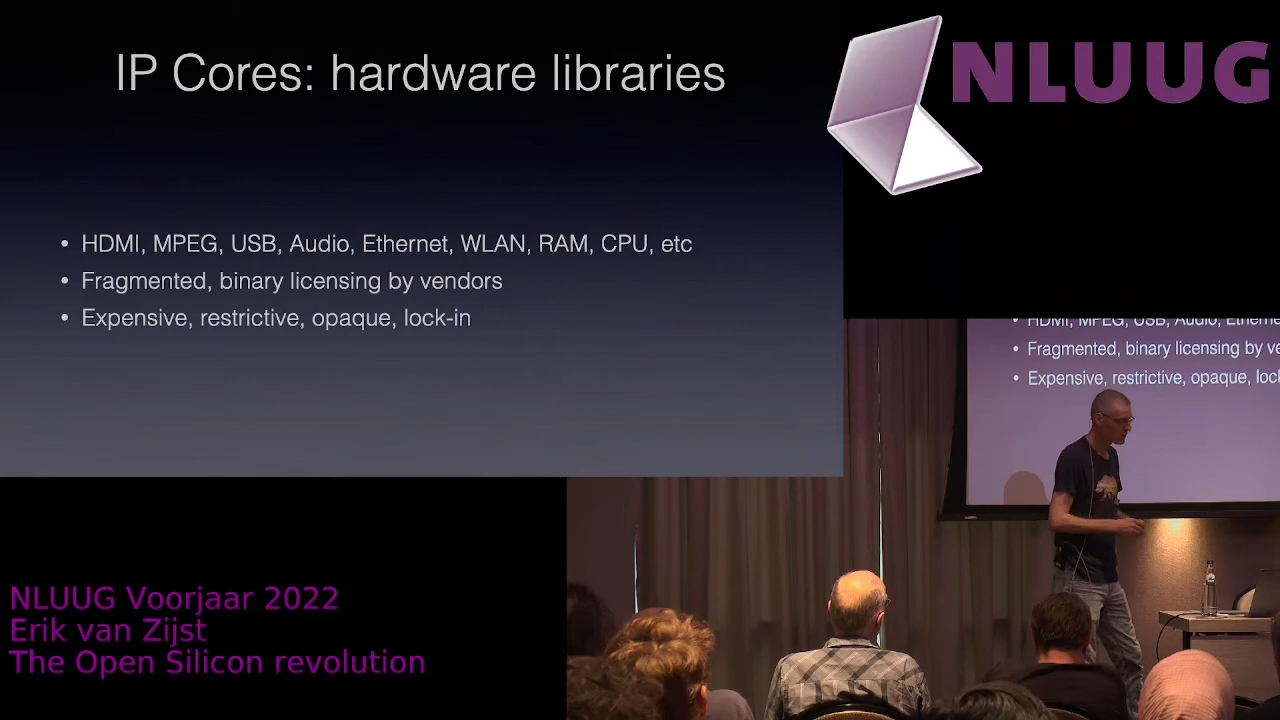 IP Cores: hardware libraries
NLUUG
• HDMI, MPEG, USB, Audio, Ethernet, WLAN, RAM, CPU, etc
• Fragmented, binary licensing by vendors
• Expensive, restrictive, opaque, lock-in
• HDMI, MPEG, USB, Audio, Etherne
• Fragmented, binary licensing by ve
• Expensive, restrictive, opaque, loc
NLUUG Voorjaar 2022
Erik van Zijst
The Open Silicon revolution